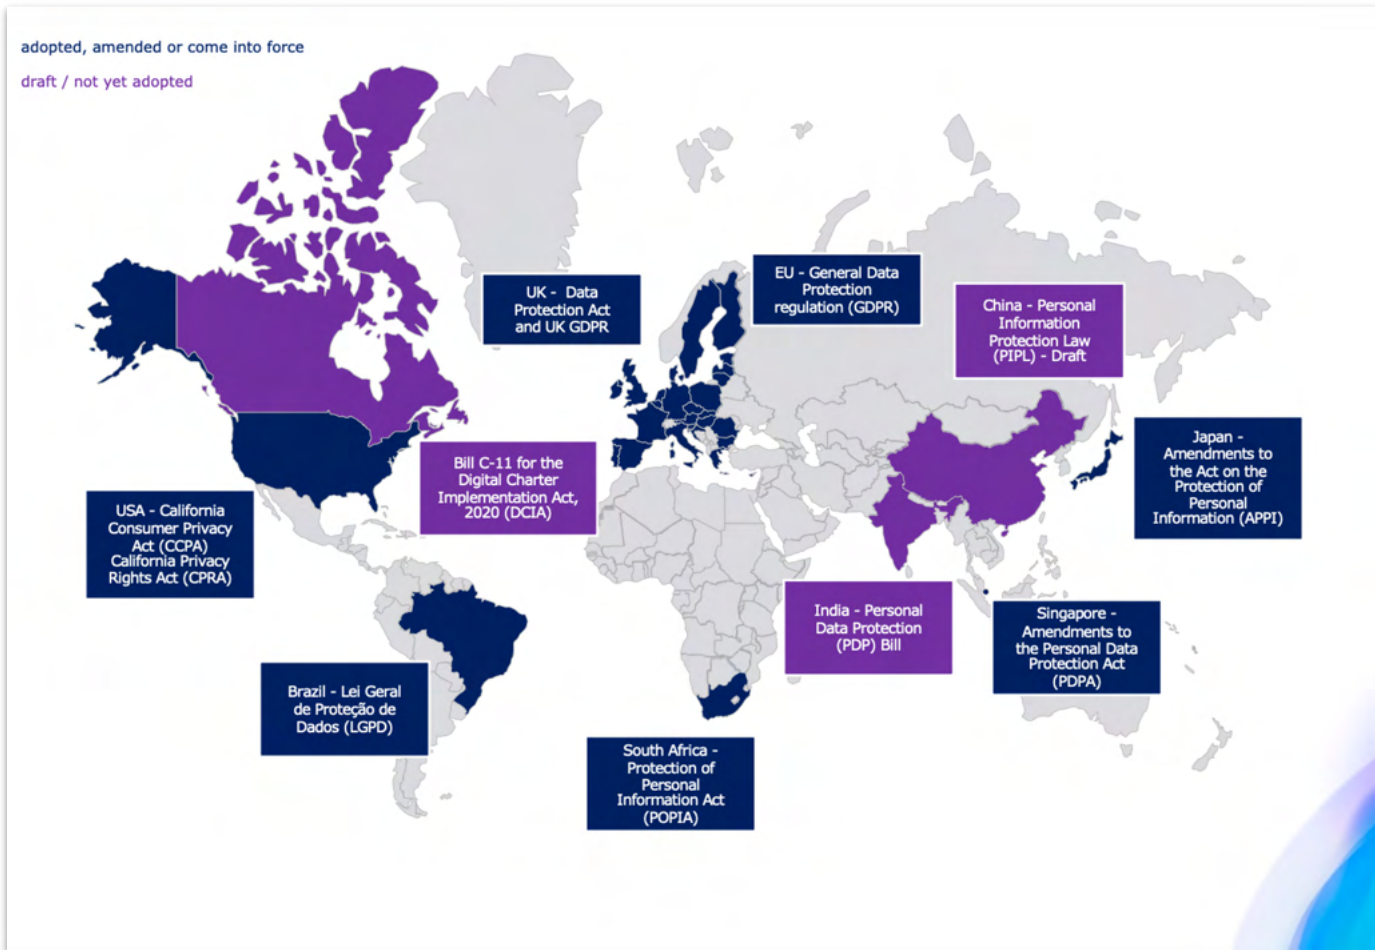 adopted, amended or come into force
draft / not yet adopted
UK - Data
Protection Act
and UK GDPR
EU - General Data
Protection
regulation (GDPR)
China - Personal
Information
Protection Law
(PIPL) - Draft
Japan -
Amendments to
the Act on the
Protection of
Personal
Information (APPI)
Bill C-11 for the
Digital Charter
Implementation Act,
2020 (DCIA)
USA - California
Consumer Privacy
Act (CCPA)
California Privacy
Rights Act (CPRA)
India - Personal
Data Protection
(PDP) Bill
Singapore -
Amendments to
the Personal Data
Protection Act
(PDPA)
Brazil - Lei Geral
de Proteção de
Dados (LGPD)
South Africa -
Protection of
Personal
Information Act
(POPIA)